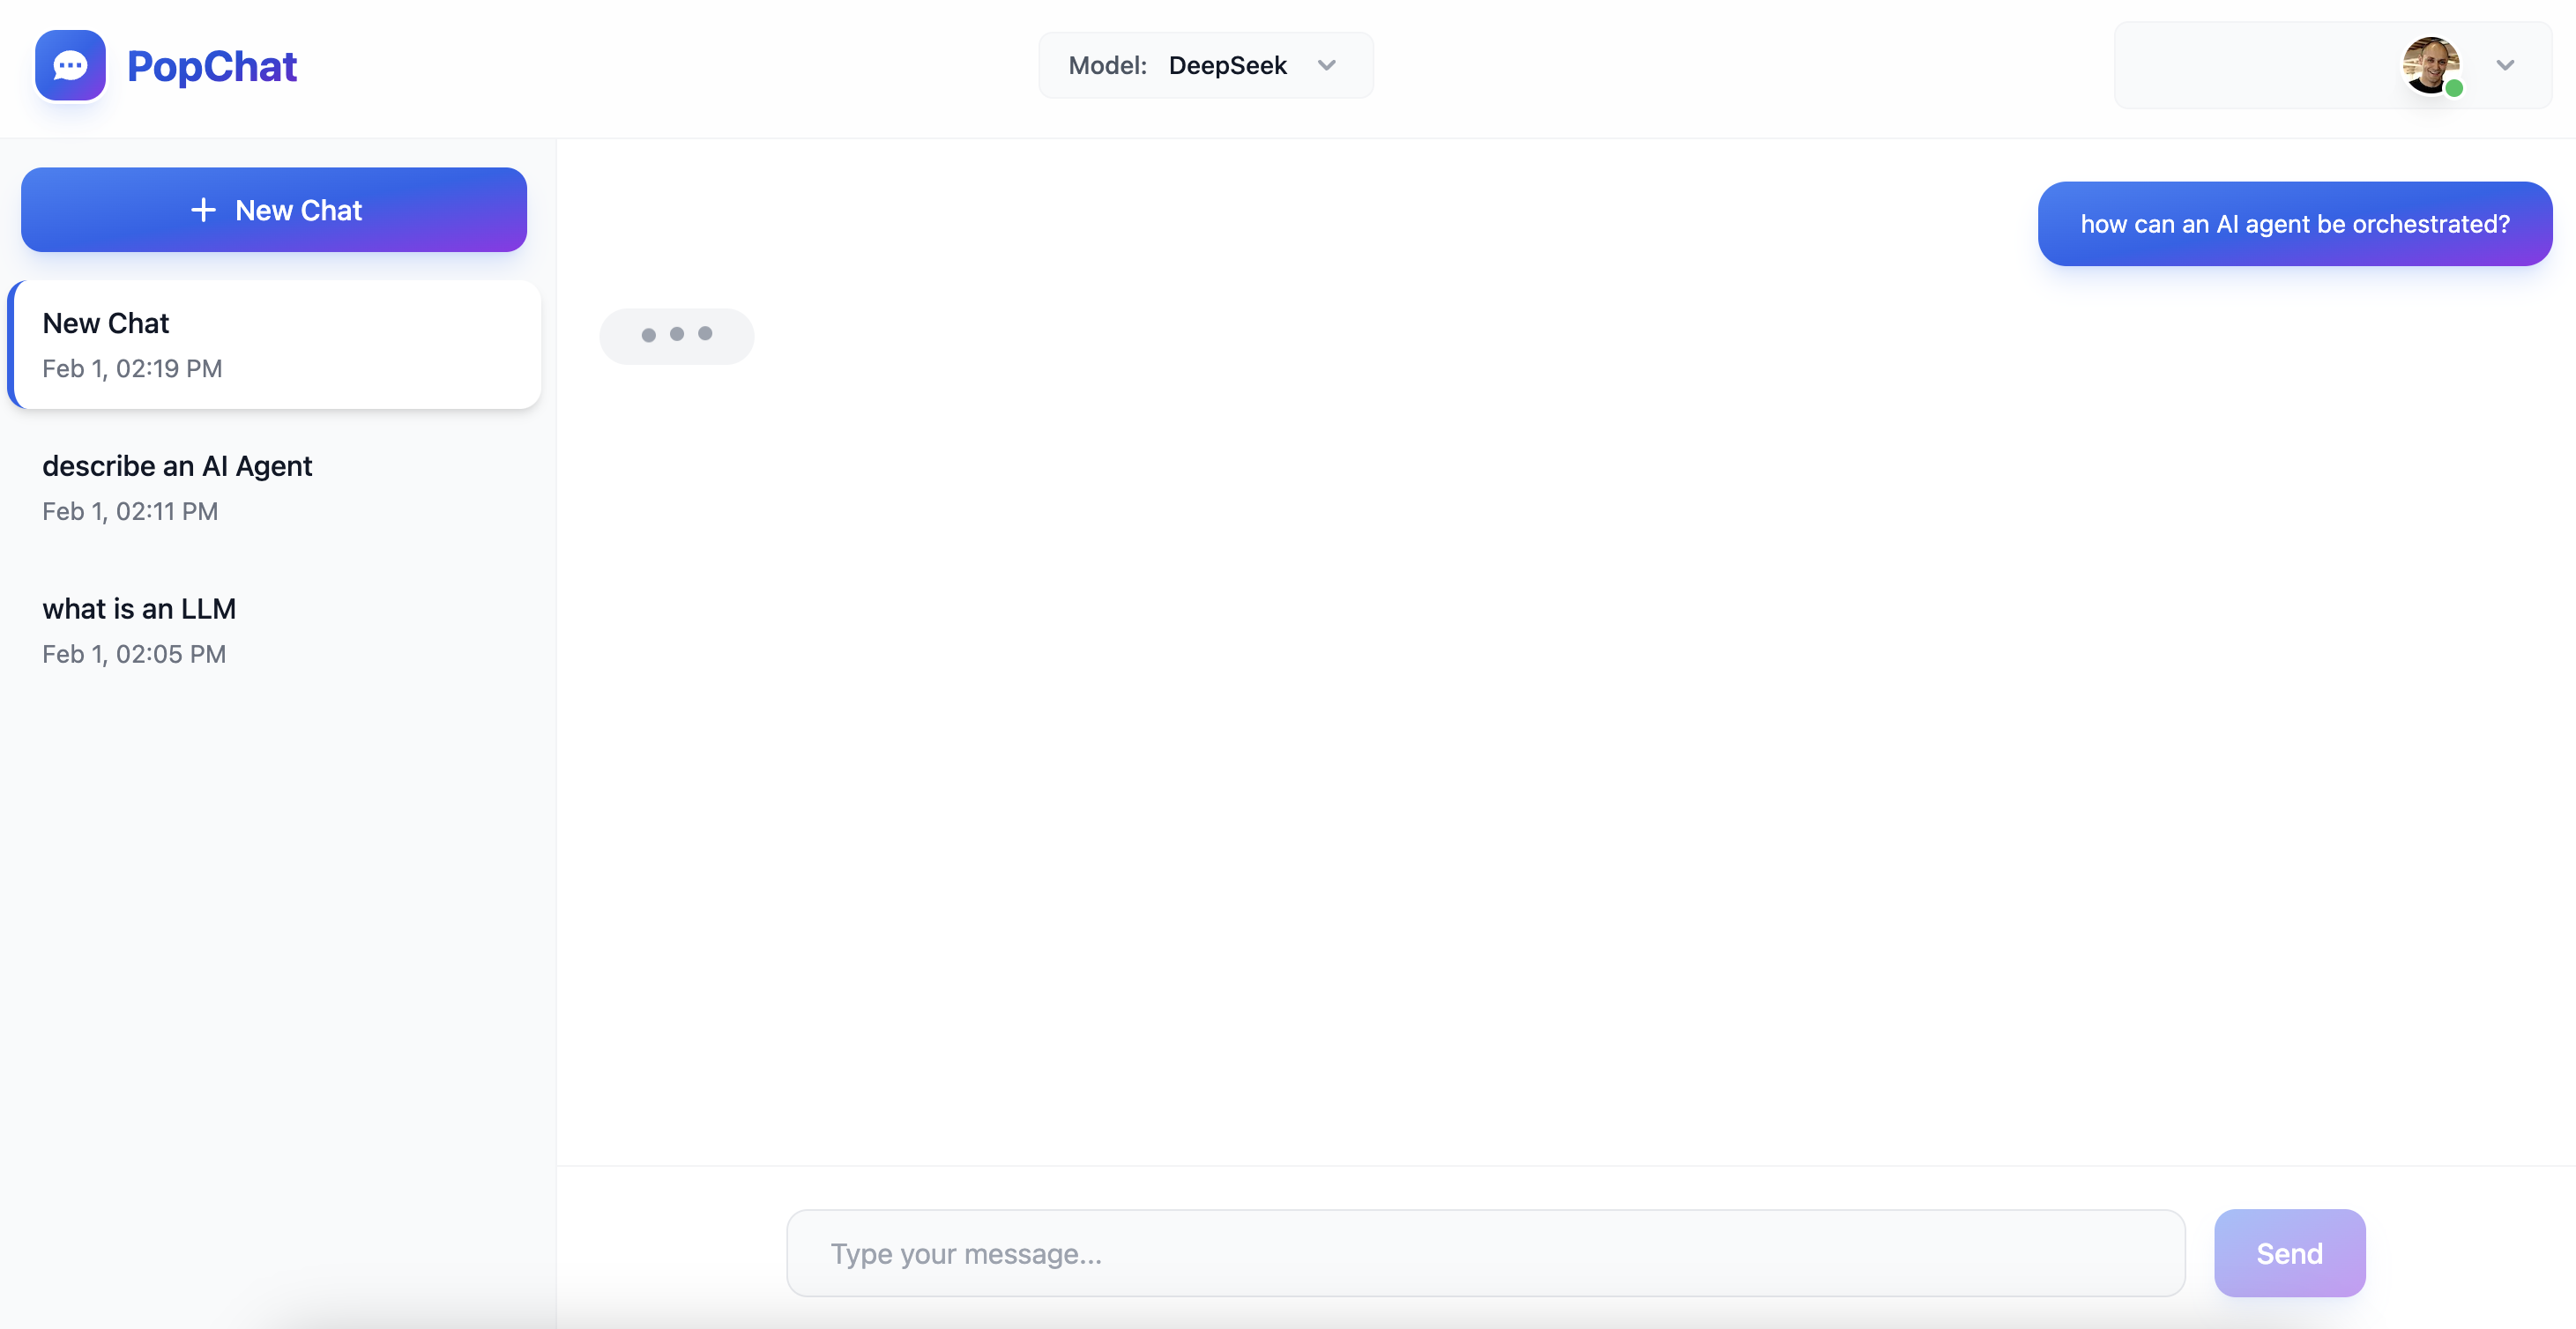 PopChat
Model: DeepSeek
New Chat
how can an AI agent be orchestrated?
New Chat
Feb 1, 02:19 PM
describe an AI Agent
Feb 1, 02:11 PM
what is an LLM
Feb 1, 02:05 PM
Type your message...
Send